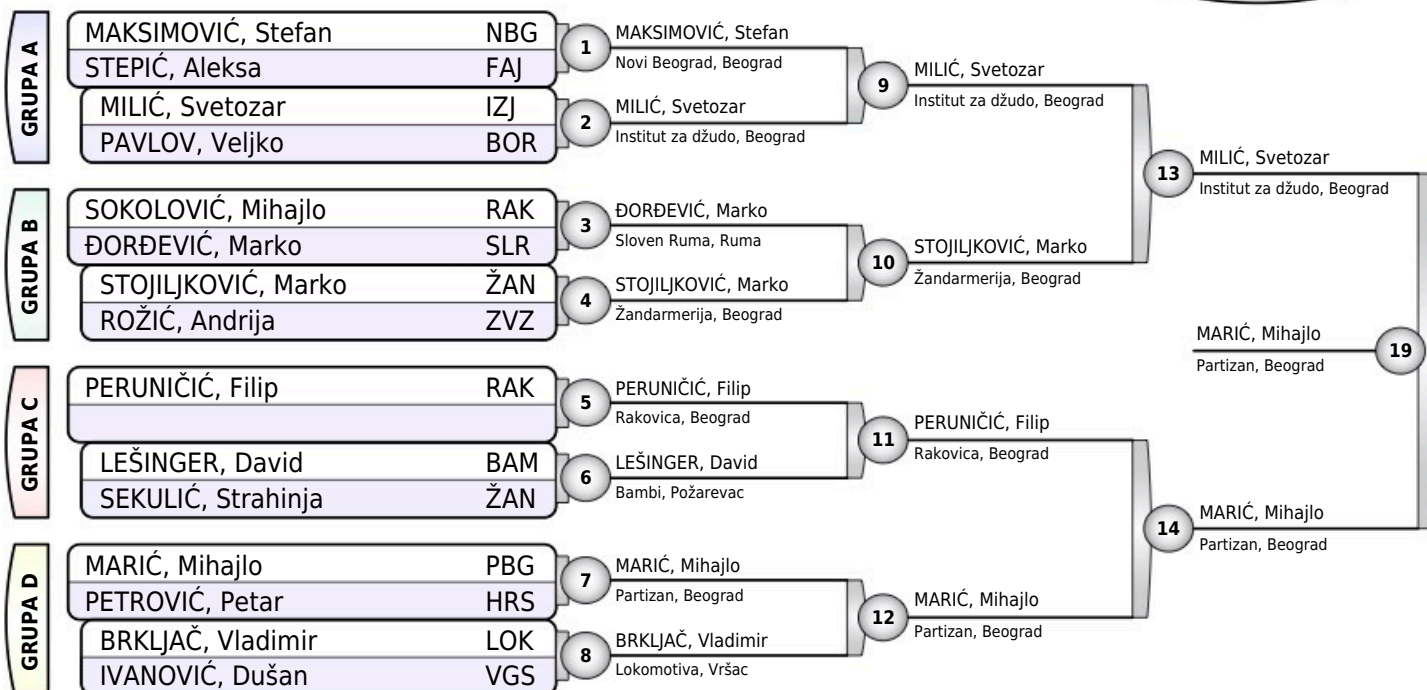 GRUPA A
MAKSIMOVIĆ, Stefan NBG
STEPIĆ, Aleksa FAJ
MILIĆ, Svetozar IZJ
PAVLOV, Veljko BOR
GRUPA B
SOKOLOVIĆ, Mihajlo RAK
ĐORĐEVIĆ, Marko SLR
STOJILJKOVIĆ, Marko ŽAN
ROŽIĆ, Andrija ZVZ
GRUPA C
PERUNIČIĆ, Filip RAK
LEŠINGER, David BAM
SEKULIĆ, Strahinja ŽAN
GRUPA D
MARIĆ, Mihajlo PBG
PETROVIĆ, Petar HRS
BRKLJAČ, Vladimir LOK
IVANOVIĆ, Dušan VGS
1
MAKSIMOVIĆ, Stefan
Novi Beograd, Beograd
2
MILIĆ, Svetozar
Institut za džudo, Beograd
3
ĐORĐEVIĆ, Marko
Sloven Ruma, Ruma
4
STOJILJKOVIĆ, Marko
Žandarmerija, Beograd
5
PERUNIČIĆ, Filip
Rakovica, Beograd
6
LEŠINGER, David
Bambi, Požarevac
7
MARIĆ, Mihajlo
Partizan, Beograd
8
BRKLJAČ, Vladimir
Lokomotiva, Vršac
9
MILIĆ, Svetozar
Institut za džudo, Beograd
10
STOJILJKOVIĆ, Marko
Žandarmerija, Beograd
11
PERUNIČIĆ, Filip
Rakovica, Beograd
12
MARIĆ, Mihajlo
Partizan, Beograd
13
MILIĆ, Svetozar
Institut za džudo, Beograd
14
MARIĆ, Mihajlo
Partizan, Beograd
MARIĆ, Mihajlo
Partizan, Beograd
19